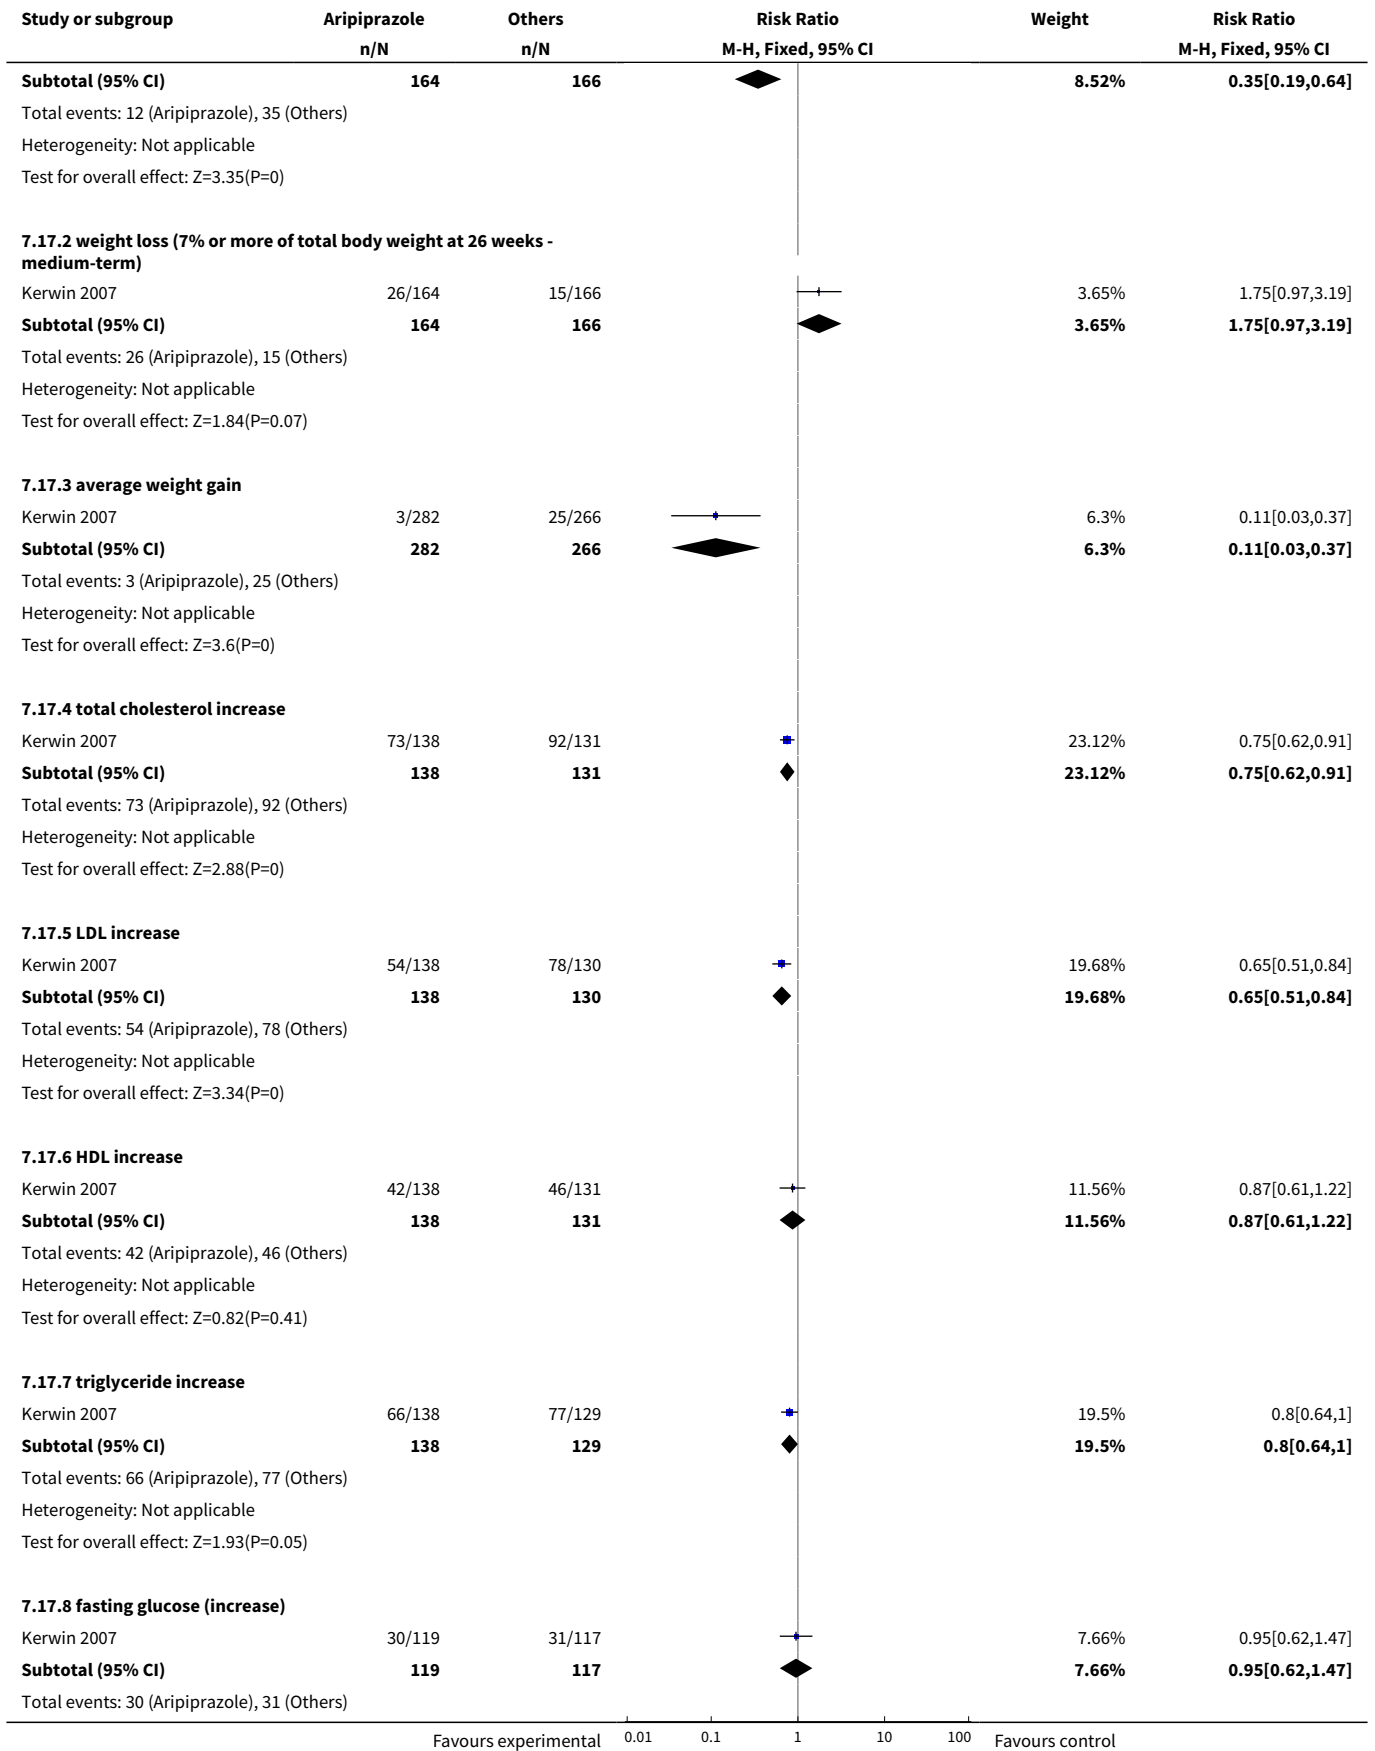 Study or subgroup Aripiprazole Others Risk Ratio Weight Risk Ratio
n/N n/N M-H, Fixed, 95% CI M-H, Fixed, 95% CI
Subtotal (95% CI) 164 166 8.52% 0.35[0.19,0.64]
Total events: 12 (Aripiprazole), 35 (Others)
Heterogeneity: Not applicable
Test for overall effect: Z=3.35(P=0)
7.17.2 weight loss (7% or more of total body weight at 26 weeks -
medium-term)
Kerwin 2007 26/164 15/166 3.65% 1.75[0.97,3.19]
Subtotal (95% CI) 164 166 3.65% 1.75[0.97,3.19]
Total events: 26 (Aripiprazole), 15 (Others)
Heterogeneity: Not applicable
Test for overall effect: Z=1.84(P=0.07)
7.17.3 average weight gain
Kerwin 2007 3/282 25/266 6.3% 0.11[0.03,0.37]
Subtotal (95% CI) 282 266 6.3% 0.11[0.03,0.37]
Total events: 3 (Aripiprazole), 25 (Others)
Heterogeneity: Not applicable
Test for overall effect: Z=3.6(P=0)
7.17.4 total cholesterol increase
Kerwin 2007 73/138 92/131 23.12% 0.75[0.62,0.91]
Subtotal (95% CI) 138 131 23.12% 0.75[0.62,0.91]
Total events: 73 (Aripiprazole), 92 (Others)
Heterogeneity: Not applicable
Test for overall effect: Z=2.88(P=0)
7.17.5 LDL increase
Kerwin 2007 54/138 78/130 19.68% 0.65[0.51,0.84]
Subtotal (95% CI) 138 130 19.68% 0.65[0.51,0.84]
Total events: 54 (Aripiprazole), 78 (Others)
Heterogeneity: Not applicable
Test for overall effect: Z=3.34(P=0)
7.17.6 HDL increase
Kerwin 2007 42/138 46/131 11.56% 0.87[0.61,1.22]
Subtotal (95% CI) 138 131 11.56% 0.87[0.61,1.22]
Total events: 42 (Aripiprazole), 46 (Others)
Heterogeneity: Not applicable
Test for overall effect: Z=0.82(P=0.41)
7.17.7 triglyceride increase
Kerwin 2007 66/138 77/129 19.5% 0.8[0.64,1]
Subtotal (95% CI) 138 129 19.5% 0.8[0.64,1]
Total events: 66 (Aripiprazole), 77 (Others)
Heterogeneity: Not applicable
Test for overall effect: Z=1.93(P=0.05)
7.17.8 fasting glucose (increase)
Kerwin 2007 30/119 31/117 7.66% 0.95[0.62,1.47]
Subtotal (95% CI) 119 117 7.66% 0.95[0.62,1.47]
Total events: 30 (Aripiprazole), 31 (Others)
Favours experimental 0.01 0.1 1 10 100 Favours control